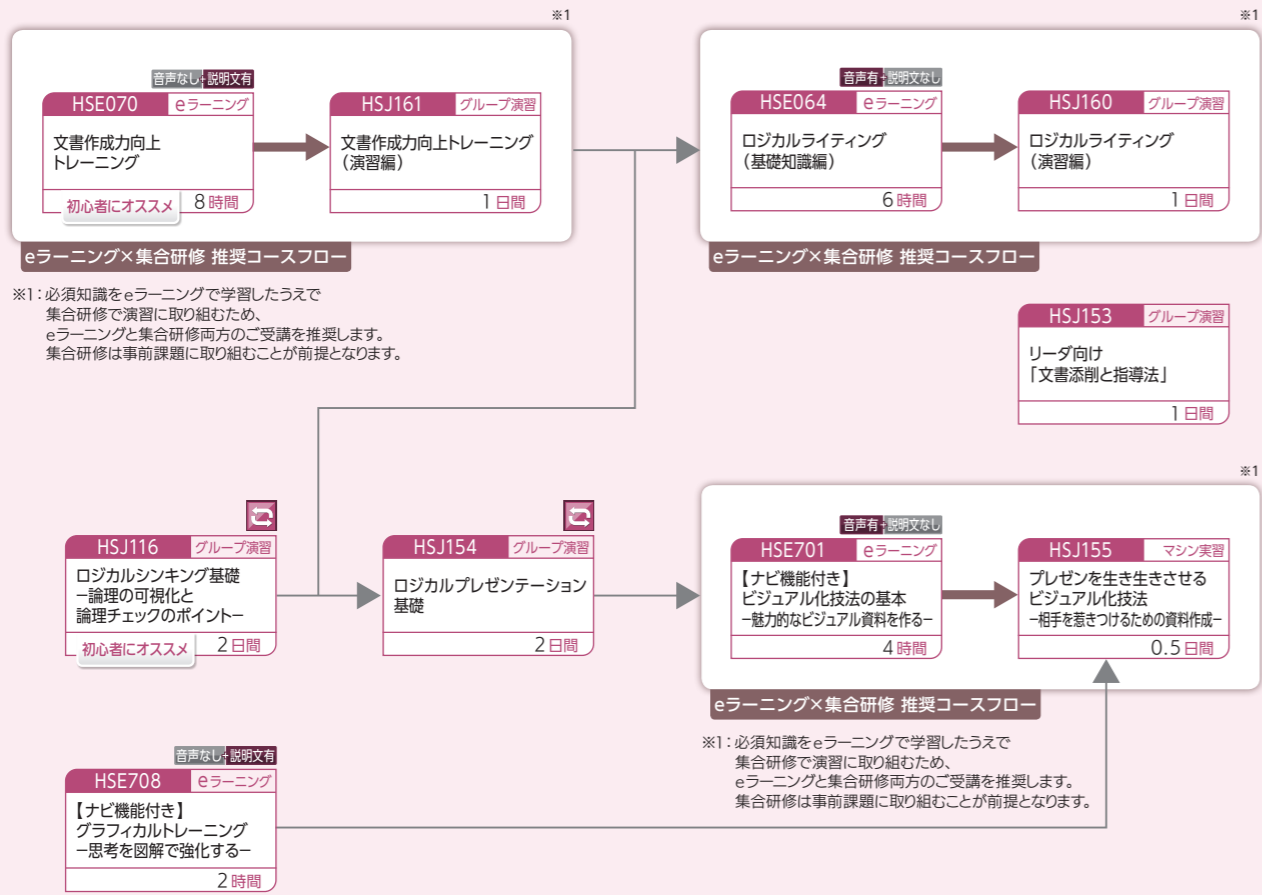 ※1
※1
音声なし+説明文有
HSE070 eラーニング
文書作成力向上
トレーニング
初心者にオススメ 8時間
HSJ161 グループ演習
文書作成力向上トレーニング
（演習編）
1日間
eラーニング×集合研修 推奨コースフロー
※1：必須知識をeラーニングで学習したうえで
集合研修で演習に取り組むため、
eラーニングと集合研修両方のご受講を推奨します。
集合研修は事前課題に取り組むことが前提となります。
音声有+説明文なし
HSE064 eラーニング
ロジカルライティング
（基礎知識編）
6時間
HSJ160 グループ演習
ロジカルライティング
（演習編）
1日間
eラーニング×集合研修 推奨コースフロー
HSJ153 グループ演習
リーダ向け
「文書添削と指導法」
1日間
HSJ116 グループ演習
ロジカルシンキング基礎
−論理の可視化と
論理チェックのポイント−
初心者にオススメ 2日間
HSJ154 グループ演習
ロジカルプレゼンテーション
基礎
2日間
※1
音声有+説明文なし
HSE701 eラーニング
【ナビ機能付き】
ビジュアル化技法の基本
−魅力的なビジュアル資料を作る−
4時間
HSJ155 マシン実習
プレゼンを生き生きさせる
ビジュアル化技法
−相手を惹きつけるための資料作成−
0.5日間
eラーニング×集合研修 推奨コースフロー
※1：必須知識をeラーニングで学習したうえで
集合研修で演習に取り組むため、
eラーニングと集合研修両方のご受講を推奨します。
集合研修は事前課題に取り組むことが前提となります。
音声なし+説明文有
HSE708 eラーニング
【ナビ機能付き】
グラフィカルトレーニング
−思考を図解で強化する−
2時間